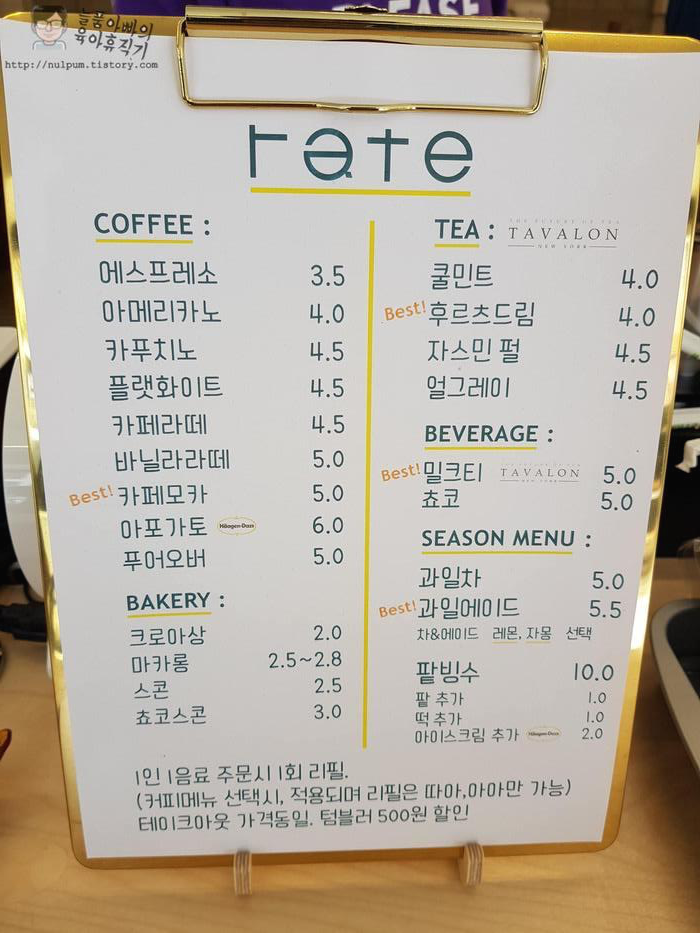 늘품아빠의
육아휴직기
http://nulpum.tistory.com
EASE
rate
COFFEE :
에스프레소 3.5
아메리카노 4.0
카푸치노 4.5
플랫화이트 4.5
카페라떼 4.5
바닐라라떼 5.0
Best! 카페모카 5.0
아포가토 Häagen-Dazs 6.0
푸어오버 5.0
BAKERY :
크로아상 2.0
마카롱 2.5~2.8
스콘 2.5
쵸코스콘 3.0
TEA : TAVALON
NEW YORK
쿨민트 4.0
Best! 후르츠드림 4.0
자스민 펄 4.5
얼그레이 4.5
BEVERAGE :
Best! 밀크티 TAVALON 5.0
NEW YORK
쵸코 5.0
SEASON MENU :
과일차 5.0
Best! 과일에이드 5.5
차&에이드 레몬, 자몽 선택
팥빙수 10.0
팥 추가 1.0
떡 추가 1.0
아이스크림 추가 Häagen-Dazs 2.0
1인 1음료 주문시 1회 리필.
(커피메뉴 선택시, 적용되며 리필은 따아,아아만 가능)
테이크아웃 가격동일. 텀블러 500원 할인